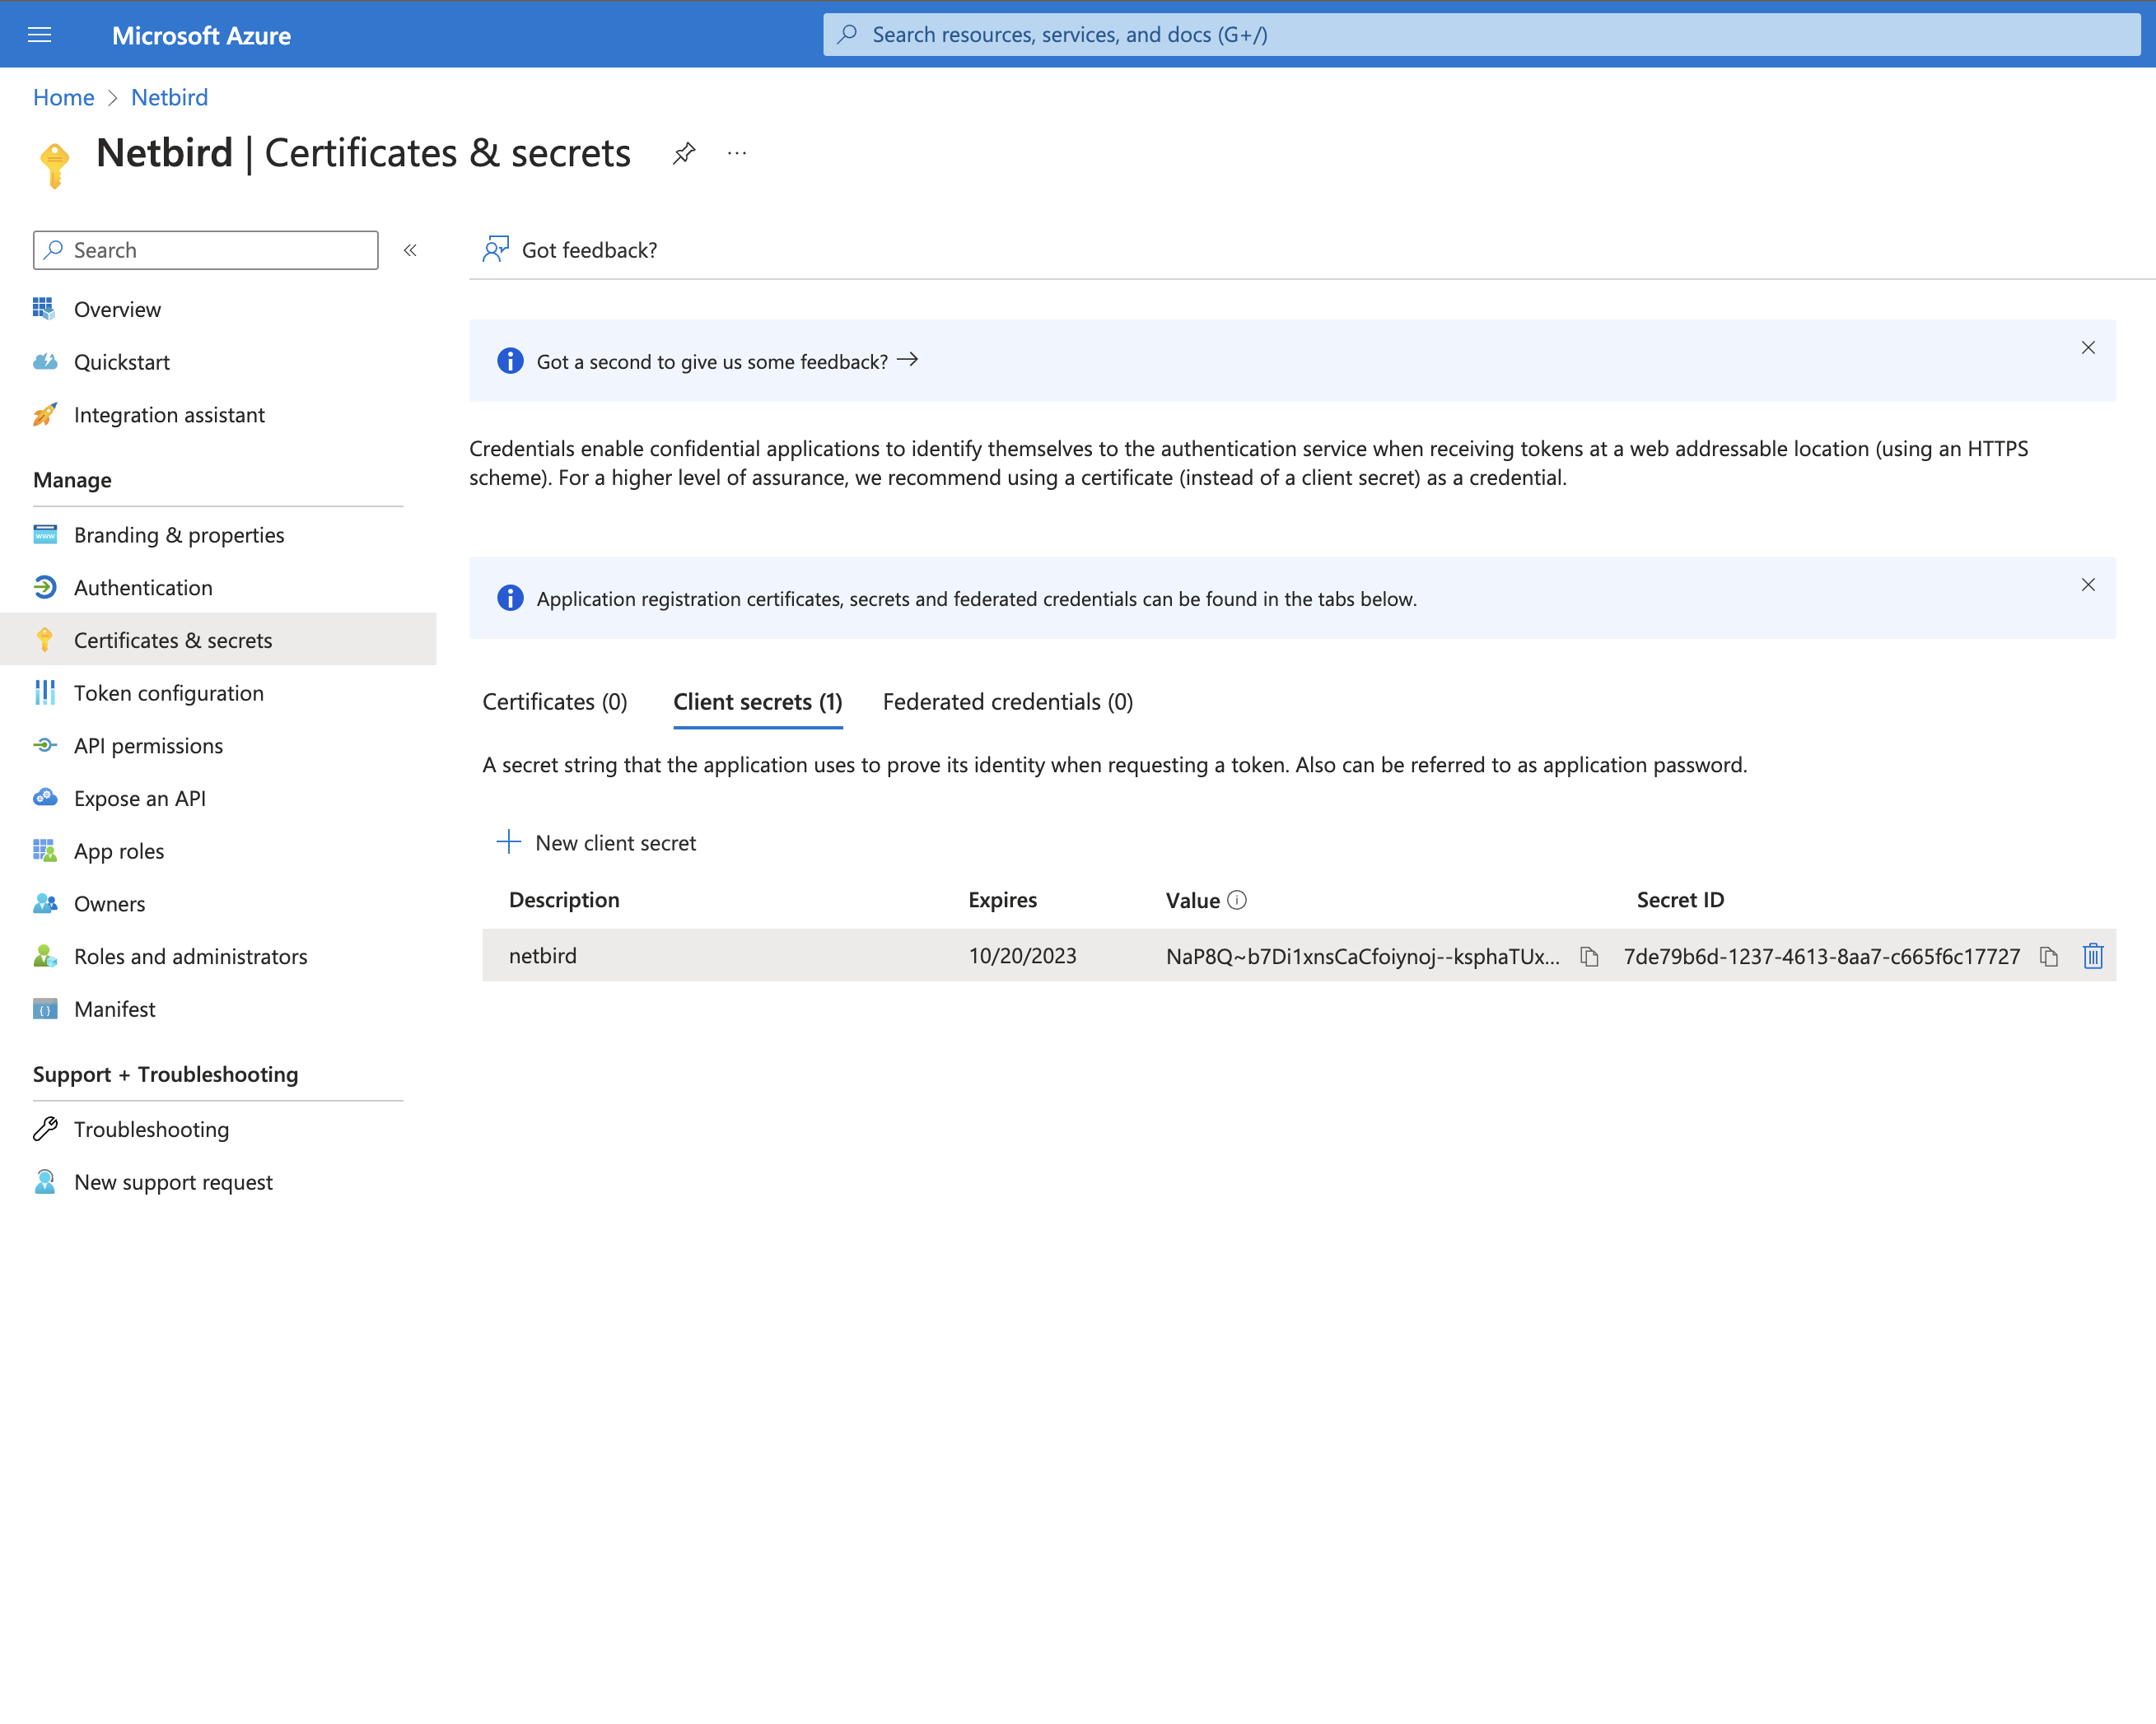 Microsoft Azure
Search resources, services, and docs (G+/)
Home > Netbird
Netbird | Certificates & secrets
Search
Overview
Quickstart
Integration assistant
Manage
Branding & properties
Authentication
Certificates & secrets
Token configuration
API permissions
Expose an API
App roles
Owners
Roles and administrators
Manifest
Support + Troubleshooting
Troubleshooting
New support request
Got feedback?
Got a second to give us some feedback?
Credentials enable confidential applications to identify themselves to the authentication service when receiving tokens at a web addressable location (using an HTTPS
scheme). For a higher level of assurance, we recommend using a certificate (instead of a client secret) as a credential.
Application registration certificates, secrets and federated credentials can be found in the tabs below.
Certificates (0) Client secrets (1) Federated credentials (0)
A secret string that the application uses to prove its identity when requesting a token. Also can be referred to as application password.
New client secret
Description Expires Value Secret ID
netbird 10/20/2023 NaP8Q~b7Di1xnsCaCfoiynoj--ksphaTUx... 7de79b6d-1237-4613-8aa7-c665f6c17727